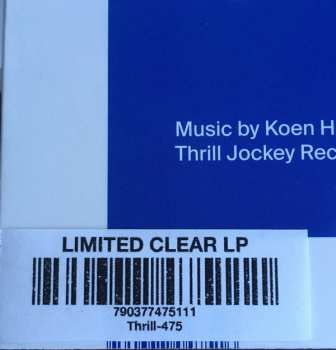 Music by Koen H
Thrill Jockey Rec
LIMITED CLEAR LP
790377475111
Thrill-475